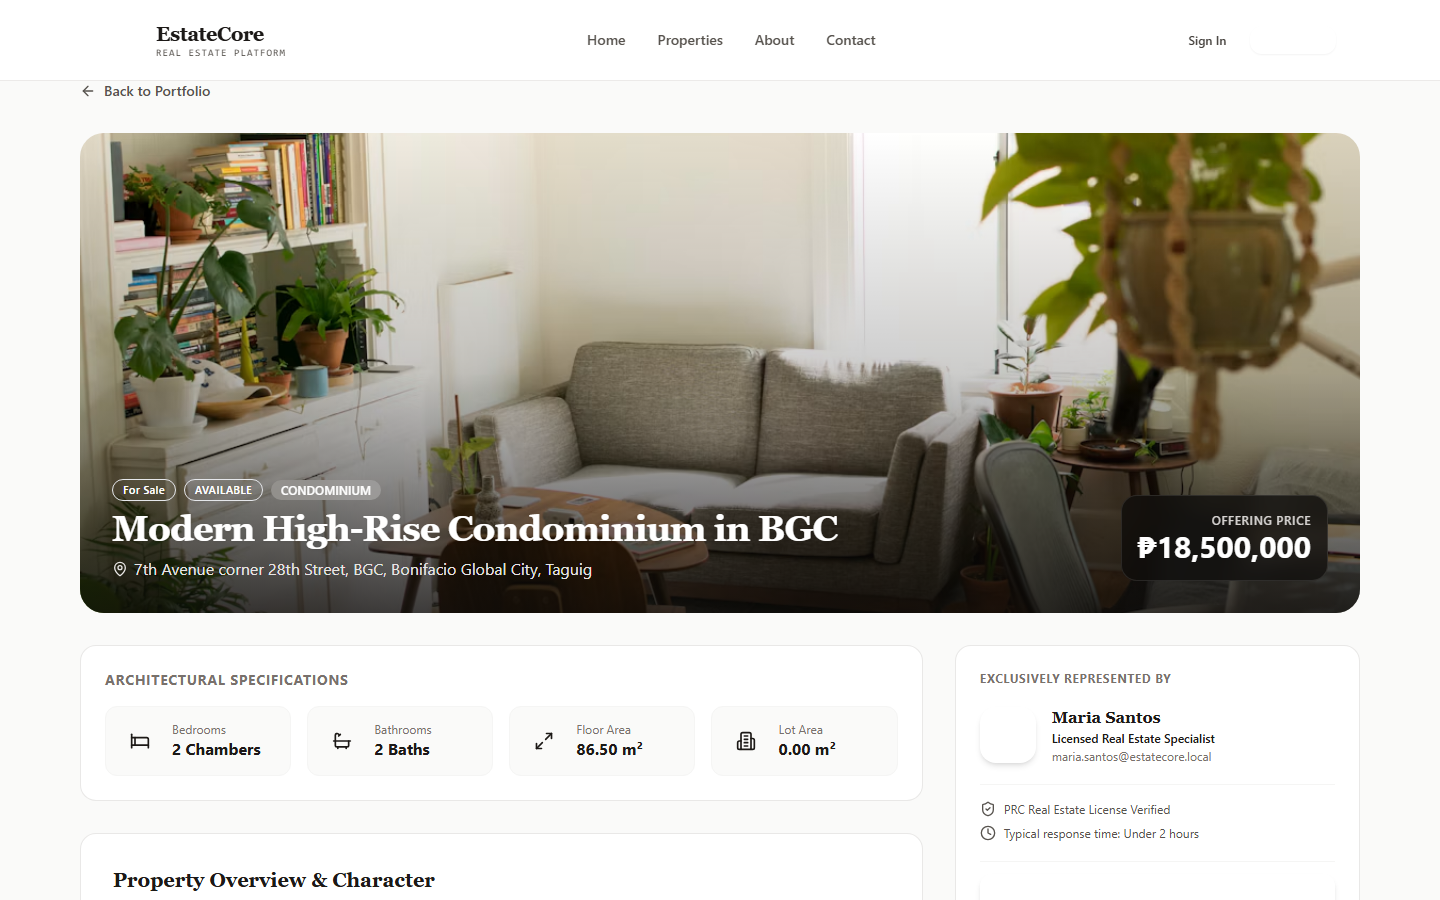 EstateCore
REAL ESTATE PLATFORM
Home
Properties
About
Contact
Sign In
Back to Portfolio
For Sale
AVAILABLE
CONDOMINIUM
Modern High-Rise Condominium in BGC
7th Avenue corner 28th Street, BGC, Bonifacio Global City, Taguig
OFFERING PRICE
₱18,500,000
ARCHITECTURAL SPECIFICATIONS
Bedrooms
2 Chambers
Bathrooms
2 Baths
Floor Area
86.50 m²
Lot Area
0.00 m²
Property Overview & Character
EXCLUSIVELY REPRESENTED BY
Maria Santos
Licensed Real Estate Specialist
maria.santos@estatecore.local
PRC Real Estate License Verified
Typical response time: Under 2 hours